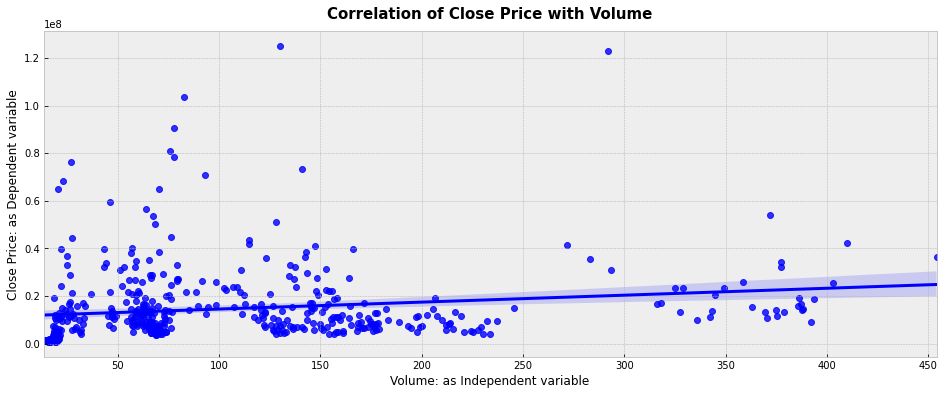 Correlation of Close Price with Volume
1e8
1.2
1.0
0.8
0.6
0.4
0.2
0.0
Close Price: as Dependent variable
50 100 150 200 250 300 350 400 450
Volume: as Independent variable